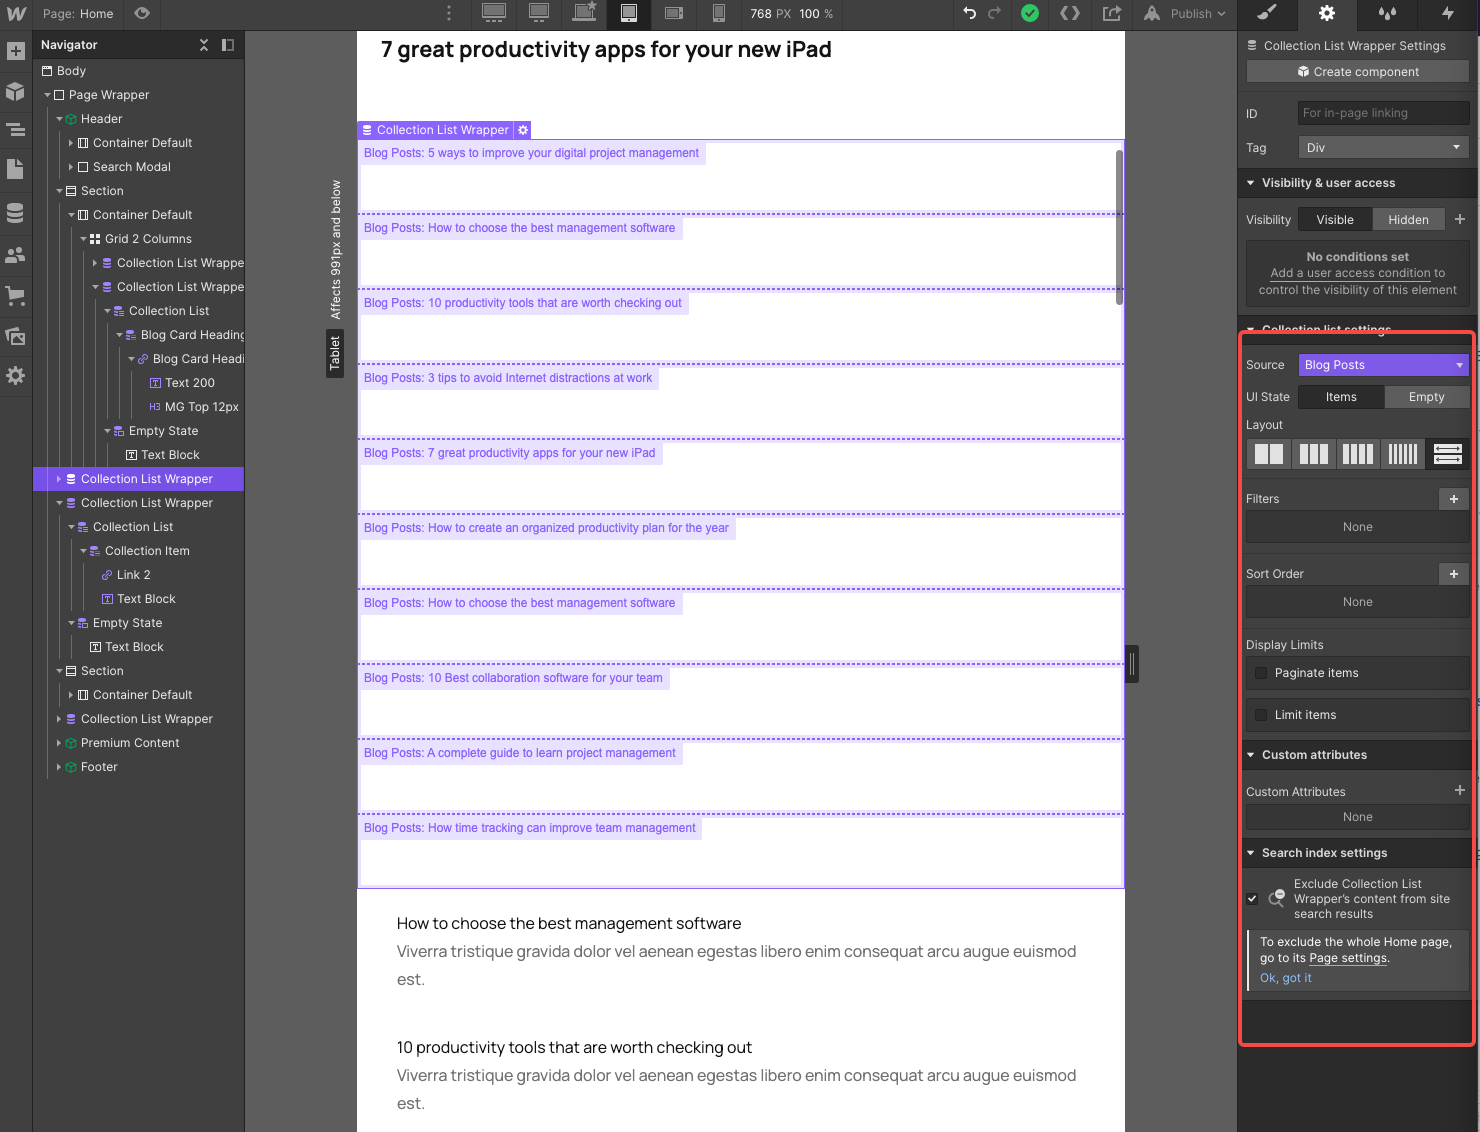 Page: Home
768 PX 100 %
Publish
Navigator
Body
Page Wrapper
Header
Container Default
Search Modal
Section
Container Default
Grid 2 Columns
Collection List Wrappe
Collection List Wrappe
Collection List
Blog Card Heading
Blog Card Headi
Text 200
H3 MG Top 12px
Empty State
Text Block
Collection List Wrapper
Collection List Wrapper
Collection List
Collection Item
Link 2
Text Block
Empty State
Text Block
Section
Container Default
Collection List Wrapper
Premium Content
Footer
Affects 991px and below
Tablet
7 great productivity apps for your new iPad
Collection List Wrapper
Blog Posts: 5 ways to improve your digital project management
Blog Posts: How to choose the best management software
Blog Posts: 10 productivity tools that are worth checking out
Blog Posts: 3 tips to avoid Internet distractions at work
Blog Posts: 7 great productivity apps for your new iPad
Blog Posts: How to create an organized productivity plan for the year
Blog Posts: How to choose the best management software
Blog Posts: 10 Best collaboration software for your team
Blog Posts: A complete guide to learn project management
Blog Posts: How time tracking can improve team management
How to choose the best management software
Viverra tristique gravida dolor vel aenean egestas libero enim consequat arcu augue euismod
est.
10 productivity tools that are worth checking out
Viverra tristique gravida dolor vel aenean egestas libero enim consequat arcu augue euismod
est.
Collection List Wrapper Settings
Create component
ID For in-page linking
Tag Div
Visibility & user access
Visibility Visible Hidden
No conditions set
Add a user access condition to
control the visibility of this element
Collection list settings
Source Blog Posts
UI State Items Empty
Layout
Filters
None
Sort Order
None
Display Limits
Paginate items
Limit items
Custom attributes
Custom Attributes
None
Search index settings
Exclude Collection List
Wrapper's content from site
search results
To exclude the whole Home page,
go to its Page settings.
Ok, got it